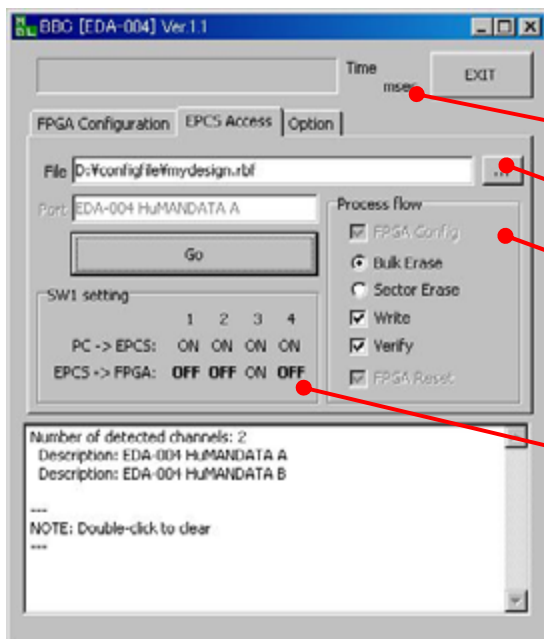 BBC [EDA-004] Ver.1.1
Time
msec
EXIT
FPGA Configuration
EPCS Access
Option
File D:¥configfile¥mydesign.rbf
...
Port EDA-004 HuMANDATA A
Go
Process flow
FPGA Config
Bulk Erase
Sector Erase
Write
Verify
FPGA Reset
SW1 setting
1 2 3 4
PC -> EPCS: ON ON ON ON
EPCS -> FPGA: OFF OFF ON OFF
Number of detected channels: 2
Description: EDA-004 HuMANDATA A
Description: EDA-004 HuMANDATA B
---
NOTE: Double-click to clear
---